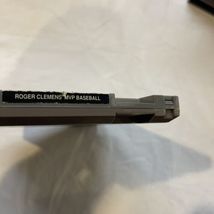 ROGER CLEMENS' MVP BASEBALL